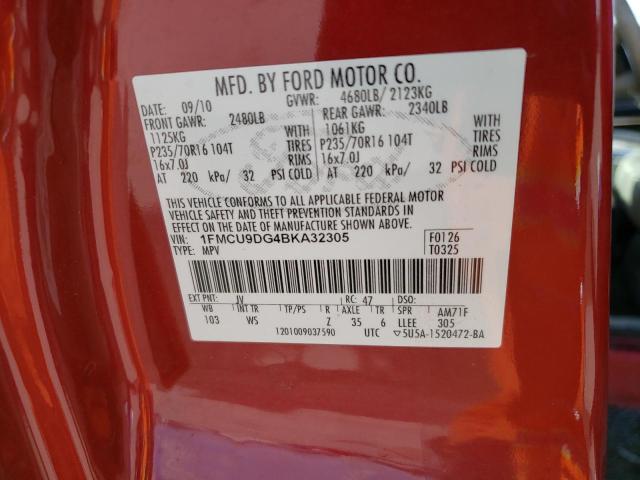 MFD. BY FORD MOTOR CO.
DATE: 09/10 GVWR: 4680LB/ 2123KG
FRONT GAWR: 2480LB REAR GAWR: 2340LB
1125KG WITH 1061KG WITH
P235/70R16 104T TIRES P235/70R16 104T TIRES
16x7.0J RIMS 16x7.0J RIMS
AT 220 kPa/ 32 PSI COLD AT 220 kPa/ 32 PSI COLD
THIS VEHICLE CONFORMS TO ALL APPLICABLE FEDERAL MOTOR
VEHICLE SAFETY AND THEFT PREVENTION STANDARDS IN
EFFECT ON THE DATE OF MANUFACTURE SHOWN ABOVE.
VIN: 1FMCU9DG4BKA32305 F0126
TYPE: MPV T0325
EXT PNT: JV RC: 47 DSO:
WB INT TR TP/PS R AXLE TR SPR AM71F
103 WS Z 35 6 LLEE 305
1201009037590 UTC ▽5U5A-1520472-BA